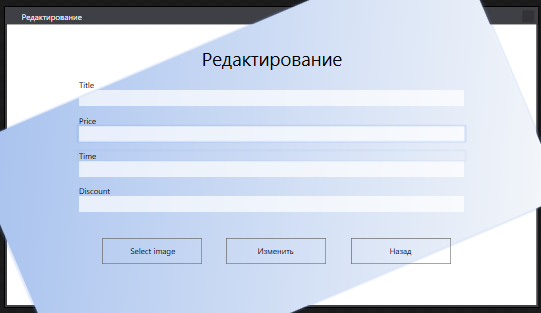 Редактирование
Редактирование
Title
Price
Time
Discount
Select image
Изменить
Назад